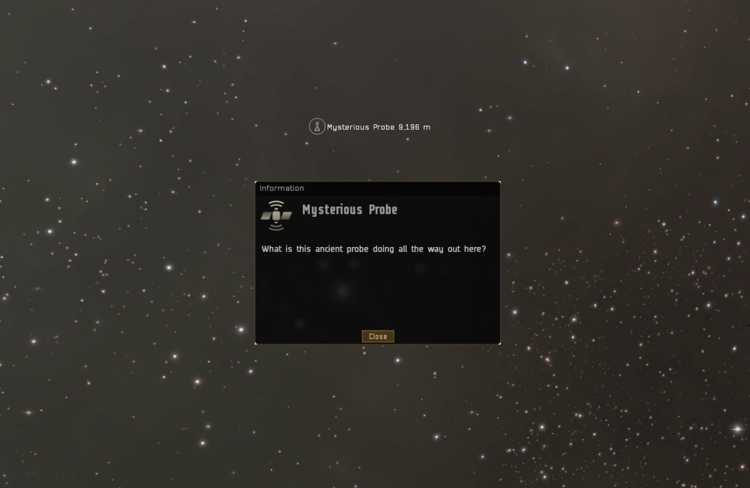 Mysterious Probe 9,196 m
Information
Mysterious Probe
What is this ancient probe doing all the way out here?
Close